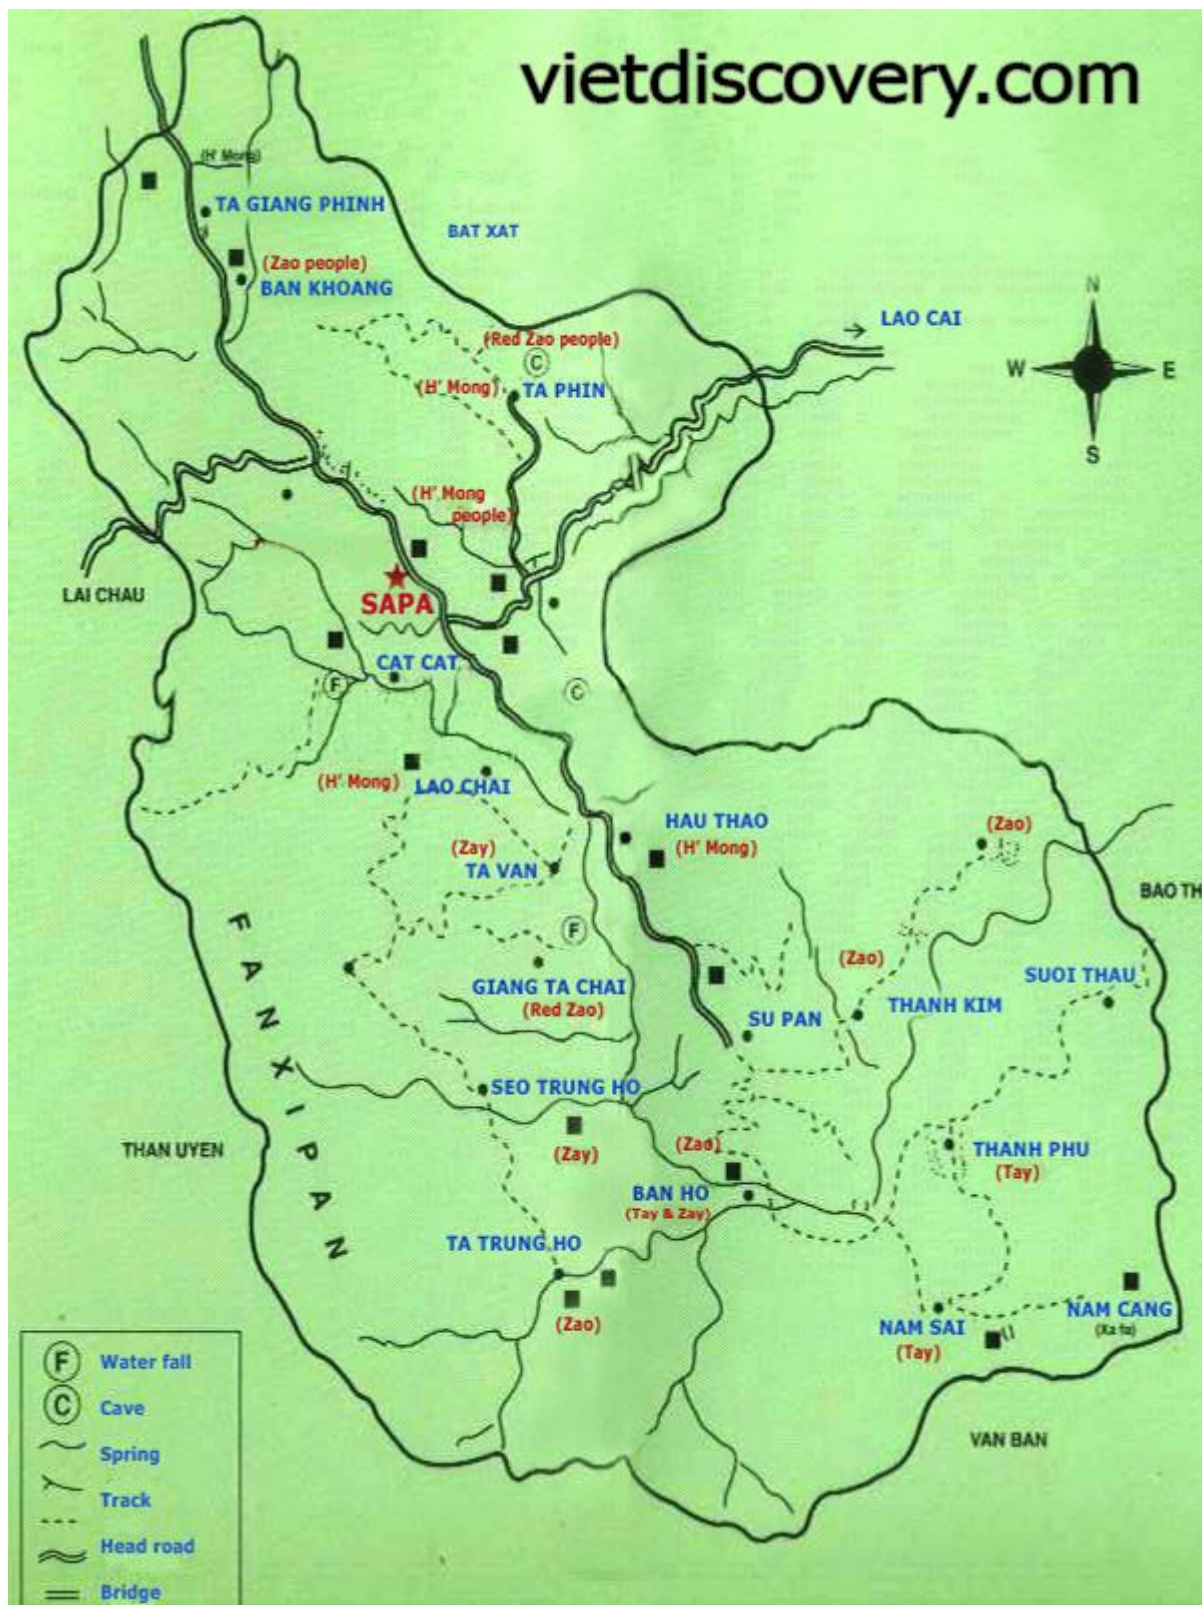 vietdiscovery.com
(H' Mong)
TA GIANG PHINH
BAT XAT
(Zao people)
BAN KHOANG
LAO CAI
N
(Red Zao people)
C
W
E
(H' Mong)
TA PHIN
S
(H' Mong
people)
LAI CHAU
SAPA
CAT CAT
F
C
(H' Mong)
LAO CHAI
HAU THAO
(H' Mong)
(Zao)
(Zay)
TA VAN
BAO TH
F
(Zao)
SUOI THAU
GIANG TA CHAI
(Red Zao)
THANH KIM
SU PAN
FANXIPAN
SEO TRUNG HO
THAN UYEN
(Zay)
(Zao)
THANH PHU
(Tay)
BAN HO
(Tay & Zay)
TA TRUNG HO
(Zao)
NAM SAI
(Tay)
NAM CANG
(Xa fo)
VAN BAN
F Water fall
C Cave
Spring
Track
Head road
Bridge